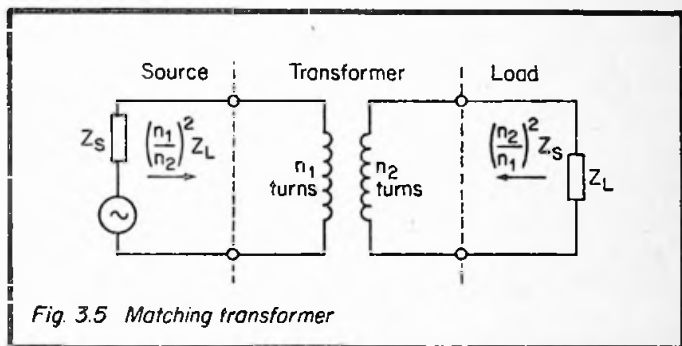 Source Transformer Load
Z_S (n₁/n₂)² Z_L n₁ turns n₂ turns (n₂/n₁)² Z_S Z_L
Fig. 3.5 Matching transformer